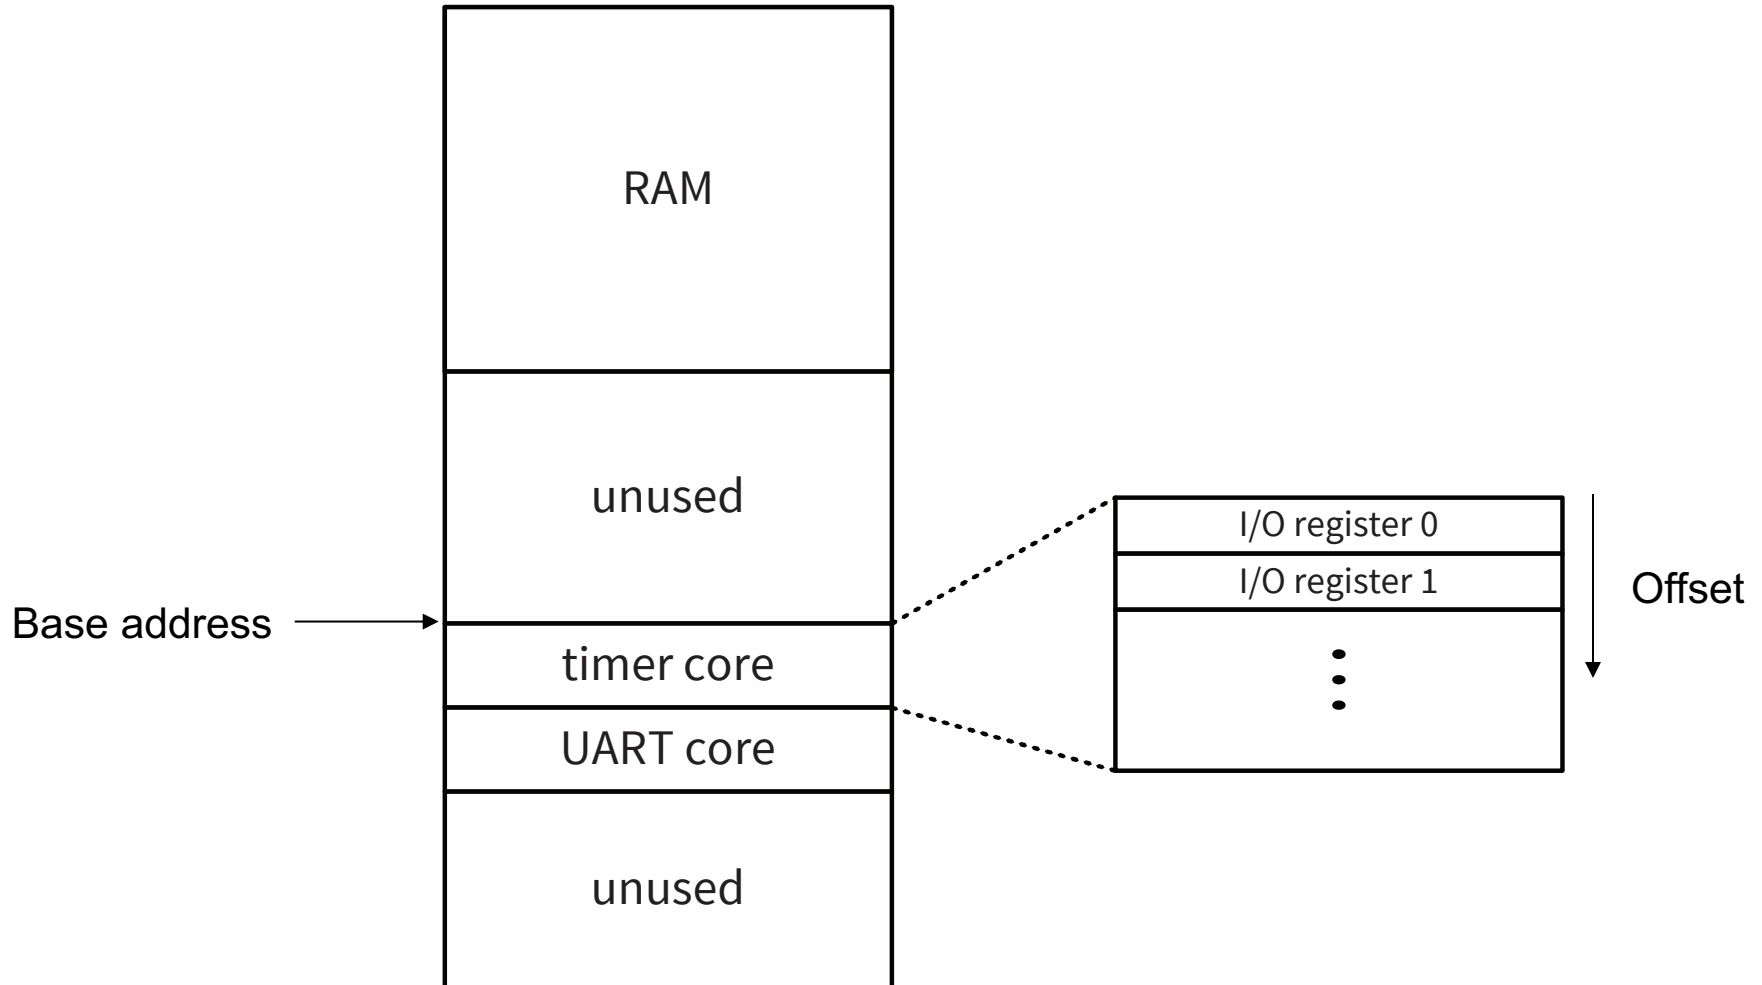 RAM
unused
I/O register 0
I/O register 1
Offset
Base address
timer core
UART core
unused